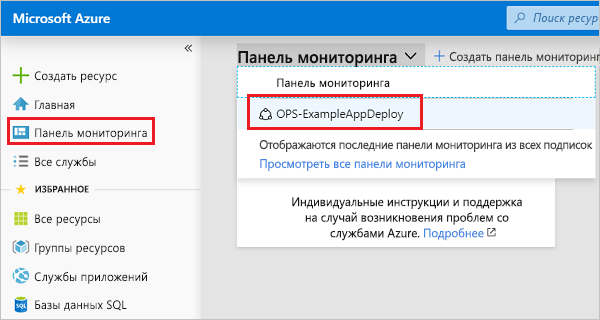 Microsoft Azure
Поиск ресур
«
Панель мониторинга
+ Создать панель мониторинг
Создать ресурс
Главная
Панель мониторинга
Все службы
ИЗБРАННОЕ
Все ресурсы
Группы ресурсов
Службы приложений
Базы данных SQL
Панель мониторинга
OPS-ExampleAppDeploy
Отображаются последние панели мониторинга из всех подписок
Просмотреть все панели мониторинга
Индивидуальные инструкции и поддержка
на случай возникновения проблем со
службами Azure. Подробнее